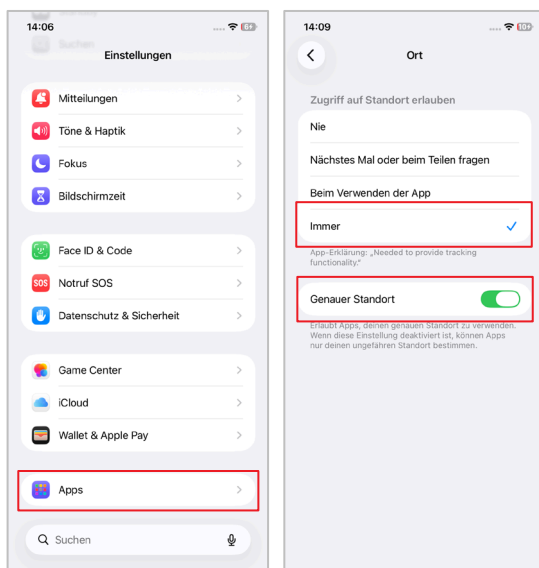 14:06
Suchen
Einstellungen
Mitteilungen
Töne & Haptik
Fokus
Bildschirmzeit
Face ID & Code
SOS
Notruf SOS
Datenschutz & Sicherheit
Game Center
iCloud
Wallet & Apple Pay
Apps
Suchen
14:09
Ort
Zugriff auf Standort erlauben
Nie
Nächstes Mal oder beim Teilen fragen
Beim Verwenden der App
Immer
App-Erklärung: „Needed to provide tracking
functionality.“
Genauer Standort
Erlaubt Apps, deinen genauen Standort zu verwenden.
Wenn diese Einstellung deaktiviert ist, können Apps
nur deinen ungefähren Standort bestimmen.